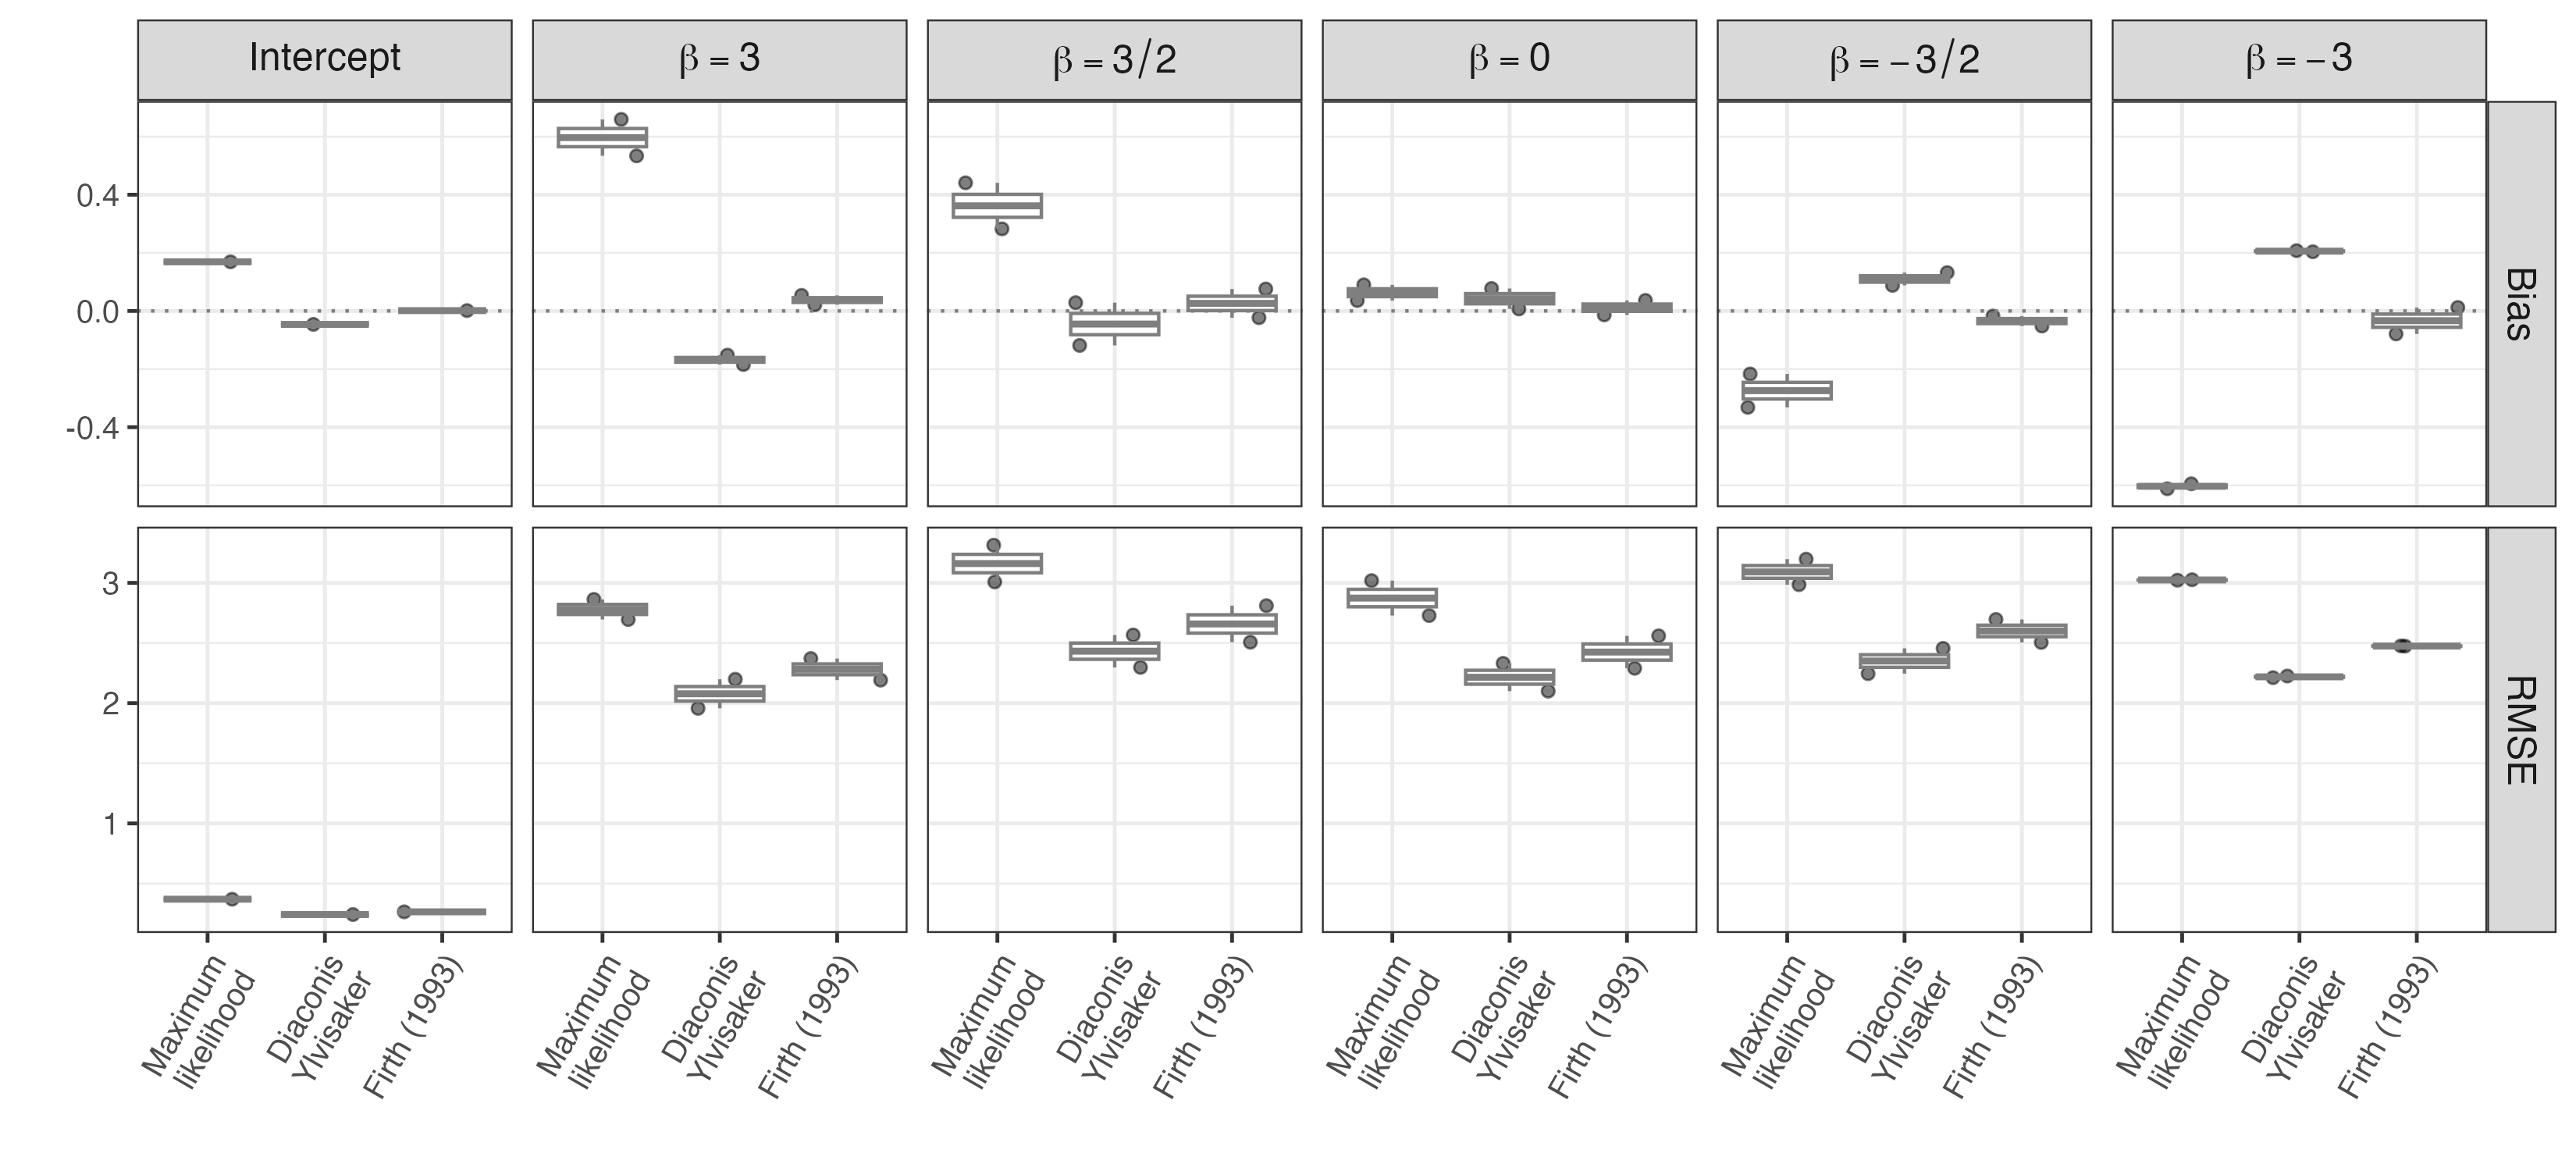 Intercept
β = 3
β = 3/2
β = 0
β = −3/2
β = −3
0.4
0.0
-0.4
Bias
3
2
1
RMSE
Maximum
likelihood
Diaconis
Ylvisaker
Firth (1993)
Maximum
likelihood
Diaconis
Ylvisaker
Firth (1993)
Maximum
likelihood
Diaconis
Ylvisaker
Firth (1993)
Maximum
likelihood
Diaconis
Ylvisaker
Firth (1993)
Maximum
likelihood
Diaconis
Ylvisaker
Firth (1993)
Maximum
likelihood
Diaconis
Ylvisaker
Firth (1993)